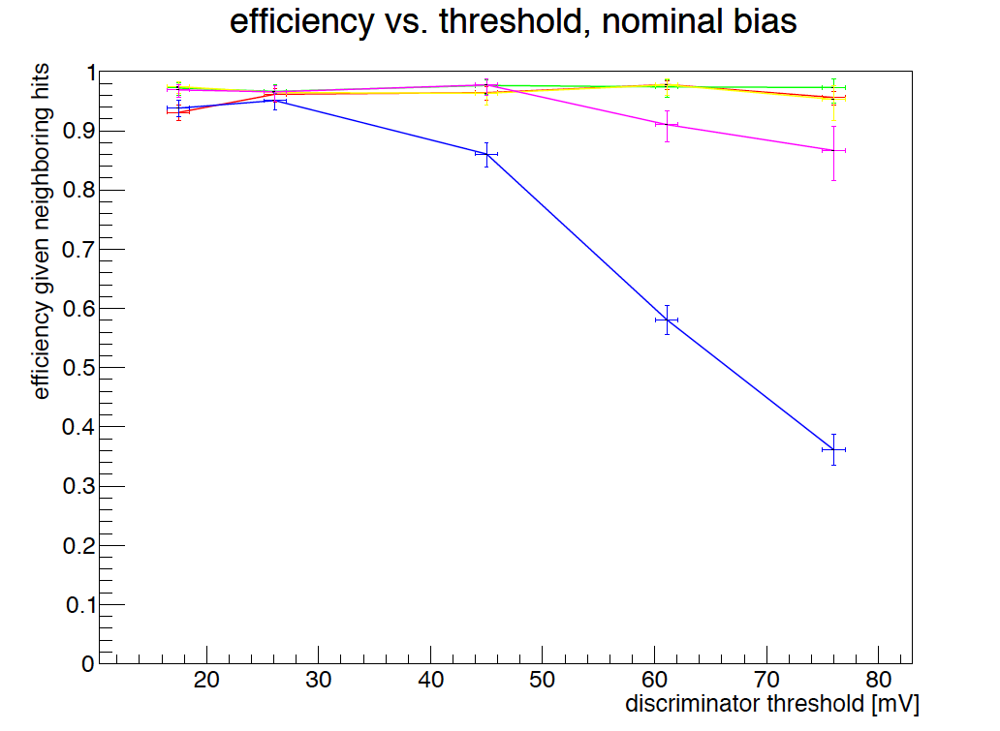 efficiency vs. threshold, nominal bias
efficiency given neighboring hits
1
0.9
0.8
0.7
0.6
0.5
0.4
0.3
0.2
0.1
0
20 30 40 50 60 70 80
discriminator threshold [mV]